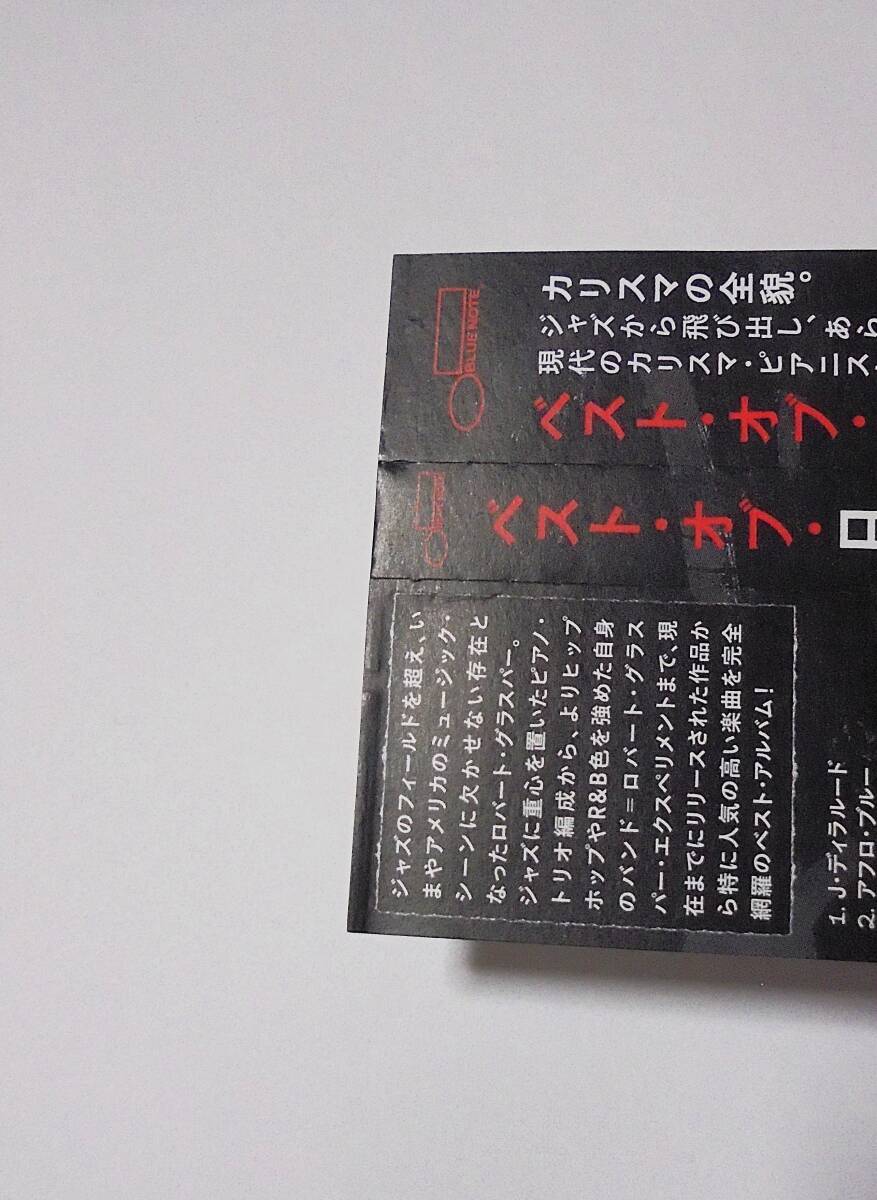 BLUE NOTE
カリスマの全貌。
ジャズから飛び出し、あら
現代のカリスマ・ピアニス
ベスト・オブ・
ベスト・オブ・
ジャズのフィールドを超え、い
まやアメリカのミュージック・
シーンに欠かせない存在と
なったロバート・グラスパー。
ジャズに重心を置いたピアノ・
トリオ編成から、よりヒップ
ホップやR&B色を強めた自身
のバンド=ロバート・グラス
パー・エクスペリメントまで、現
在までにリリースされた作品か
ら特に人気の高い楽曲を完全
網羅のベスト・アルバム!
1. J・ディラルード
2. アフロ・ブルー